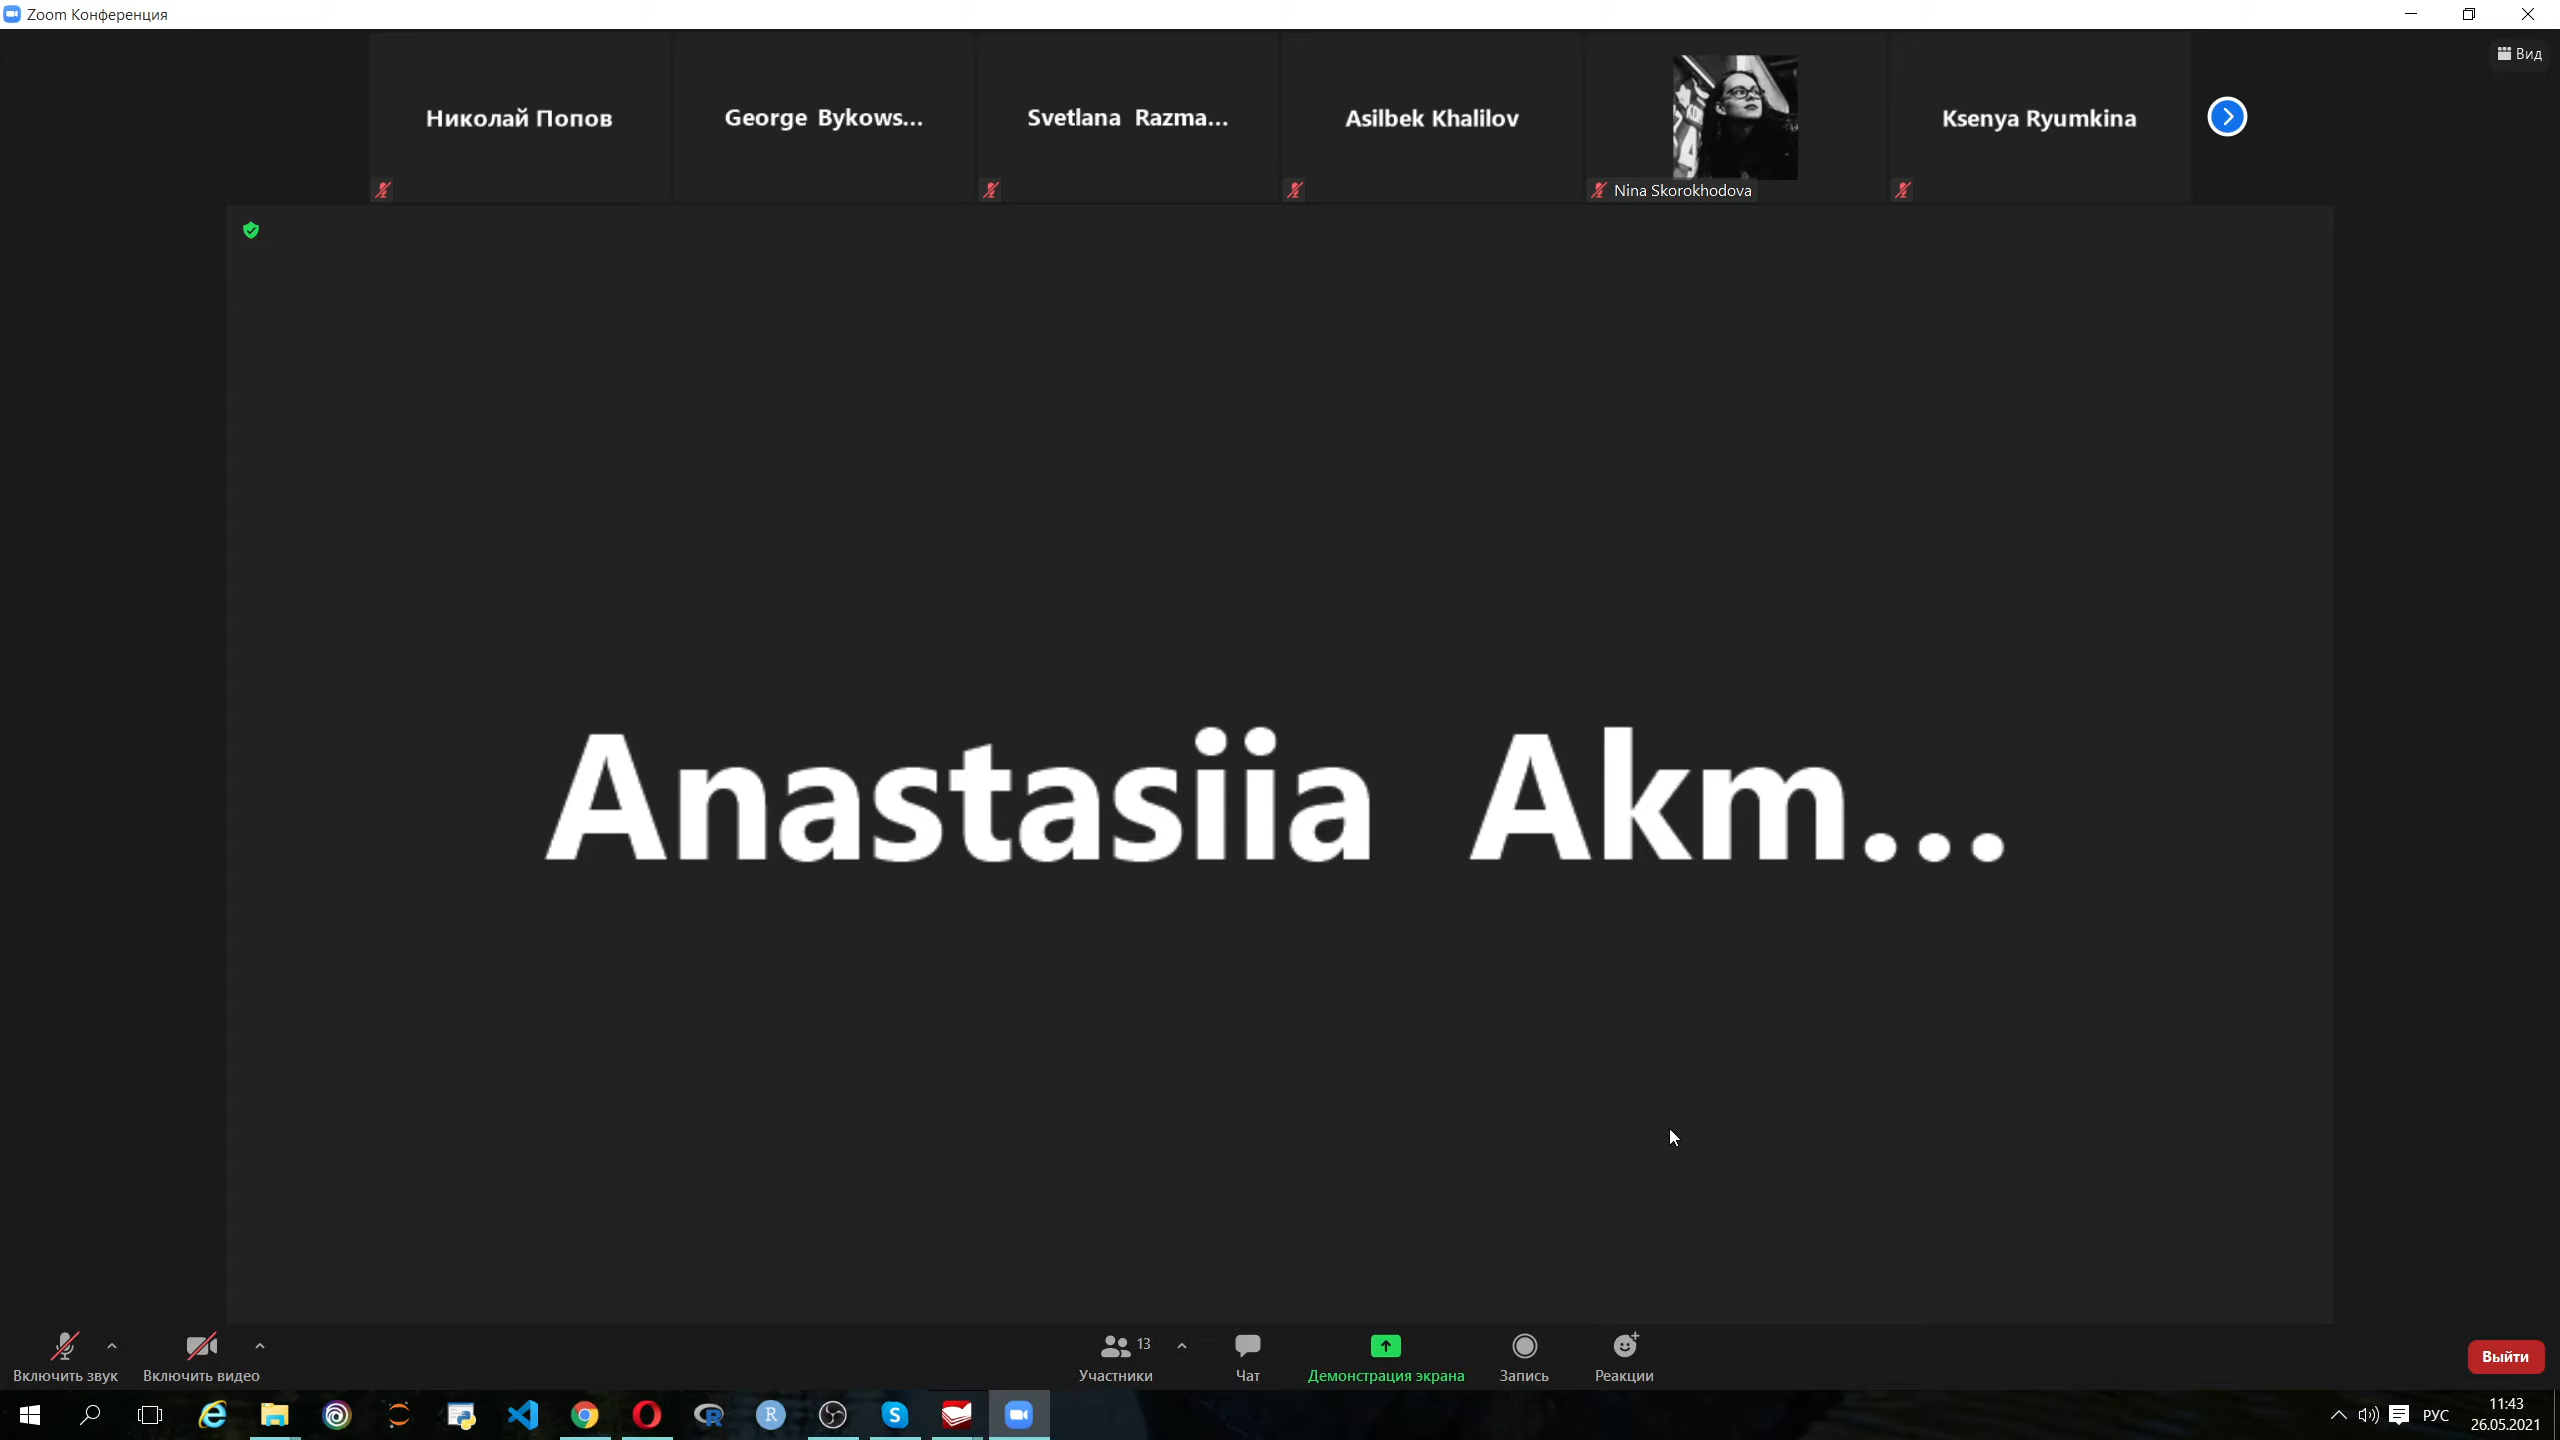 Zoom Конференция
Вид
Николай Попов
George Bykows...
Svetlana Razma...
Asilbek Khalilov
Nina Skorokhodova
Ksenya Ryumkina
Anastasiia Akm...
13
Включить звук
Включить видео
Участники
Чат
Демонстрация экрана
Запись
Реакции
Выйти
РУС
11:43
26.05.2021